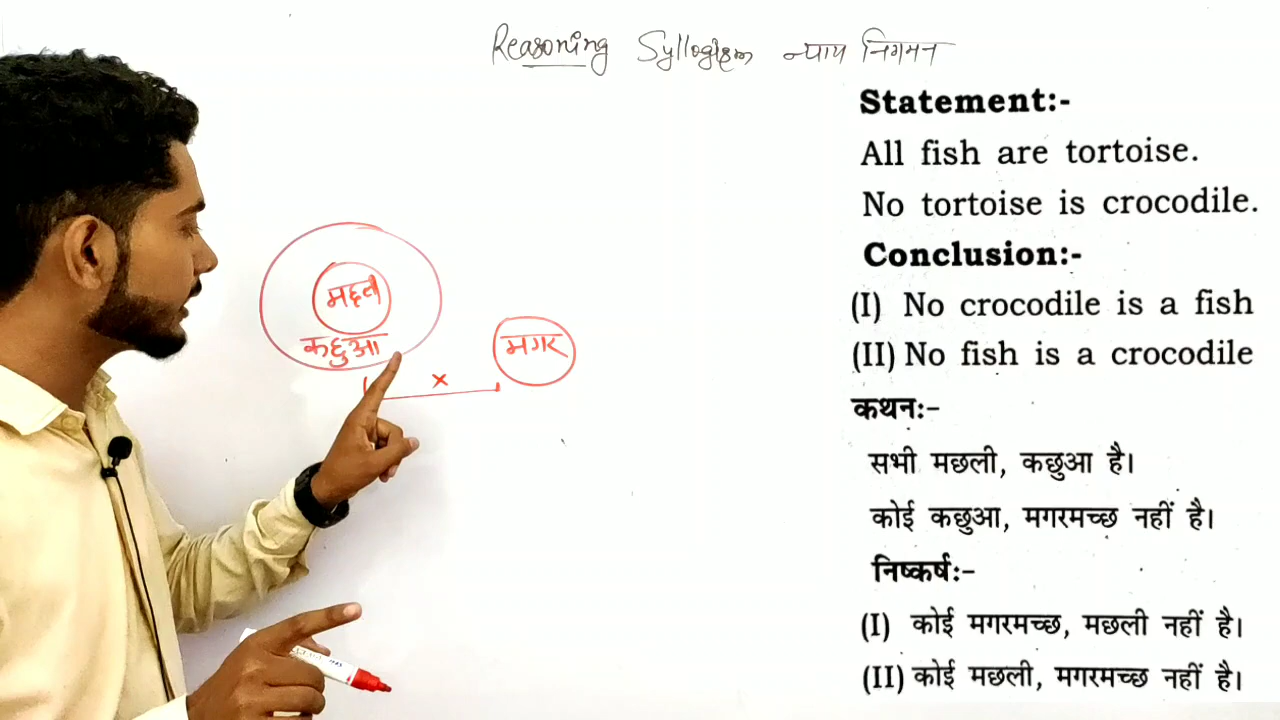 Reasoning Syllogism न्याय निगमन
Statement:-
All fish are tortoise.
No tortoise is crocodile.
Conclusion:-
(I) No crocodile is a fish
(II) No fish is a crocodile
कथनः-
सभी मछली, कछुआ है।
कोई कछुआ, मगरमच्छ नहीं है।
निष्कर्षः-
(I) कोई मगरमच्छ, मछली नहीं है।
(II) कोई मछली, मगरमच्छ नहीं है।
मछली
कछुआ
मगर
×